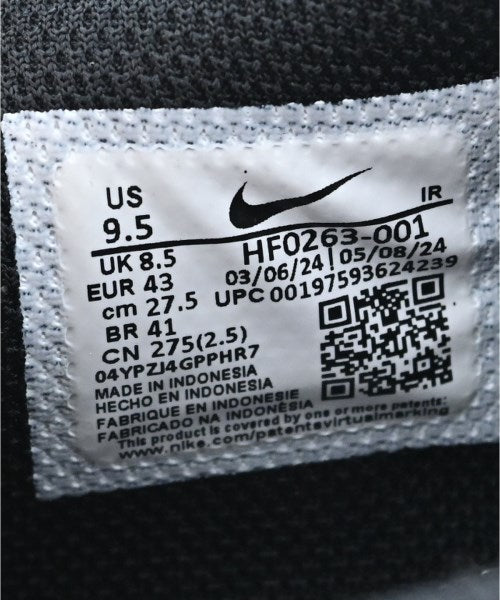 US
9.5
IR
UK 8.5
HF0263-001
EUR 43
03/06/24 | 05/08/24
cm 27.5
UPC 00197593624239
BR 41
CN 275(2.5)
04YPZJ4GPPHR7
MADE IN INDONESIA
HECHO EN INDONESIA
FABRIQUE EN INDONESIE
FABRICADO NA INDONESIA
This product is covered by one or more patents:
www.nike.com/patentsvirtualmarking